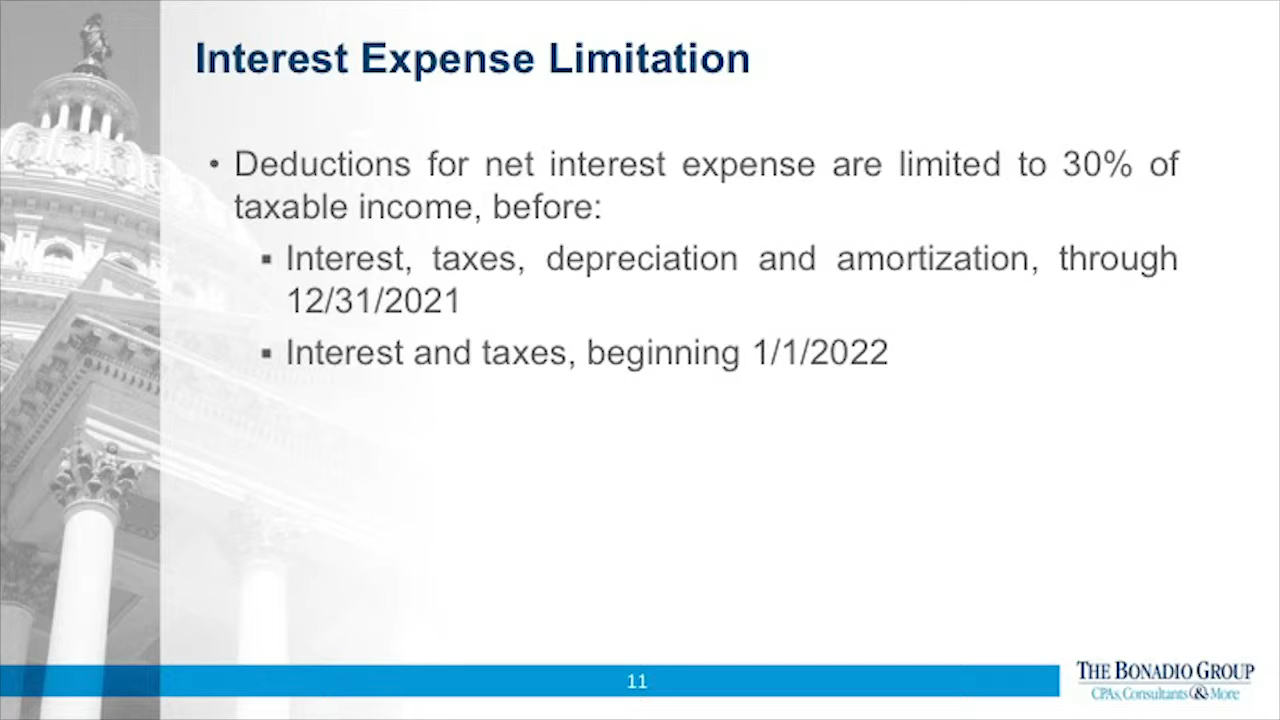 Interest Expense Limitation
• Deductions for net interest expense are limited to 30% of
taxable income, before:
▪ Interest, taxes, depreciation and amortization, through
12/31/2021
▪ Interest and taxes, beginning 1/1/2022
11
THE BONADIO GROUP
CPAs, Consultants & More